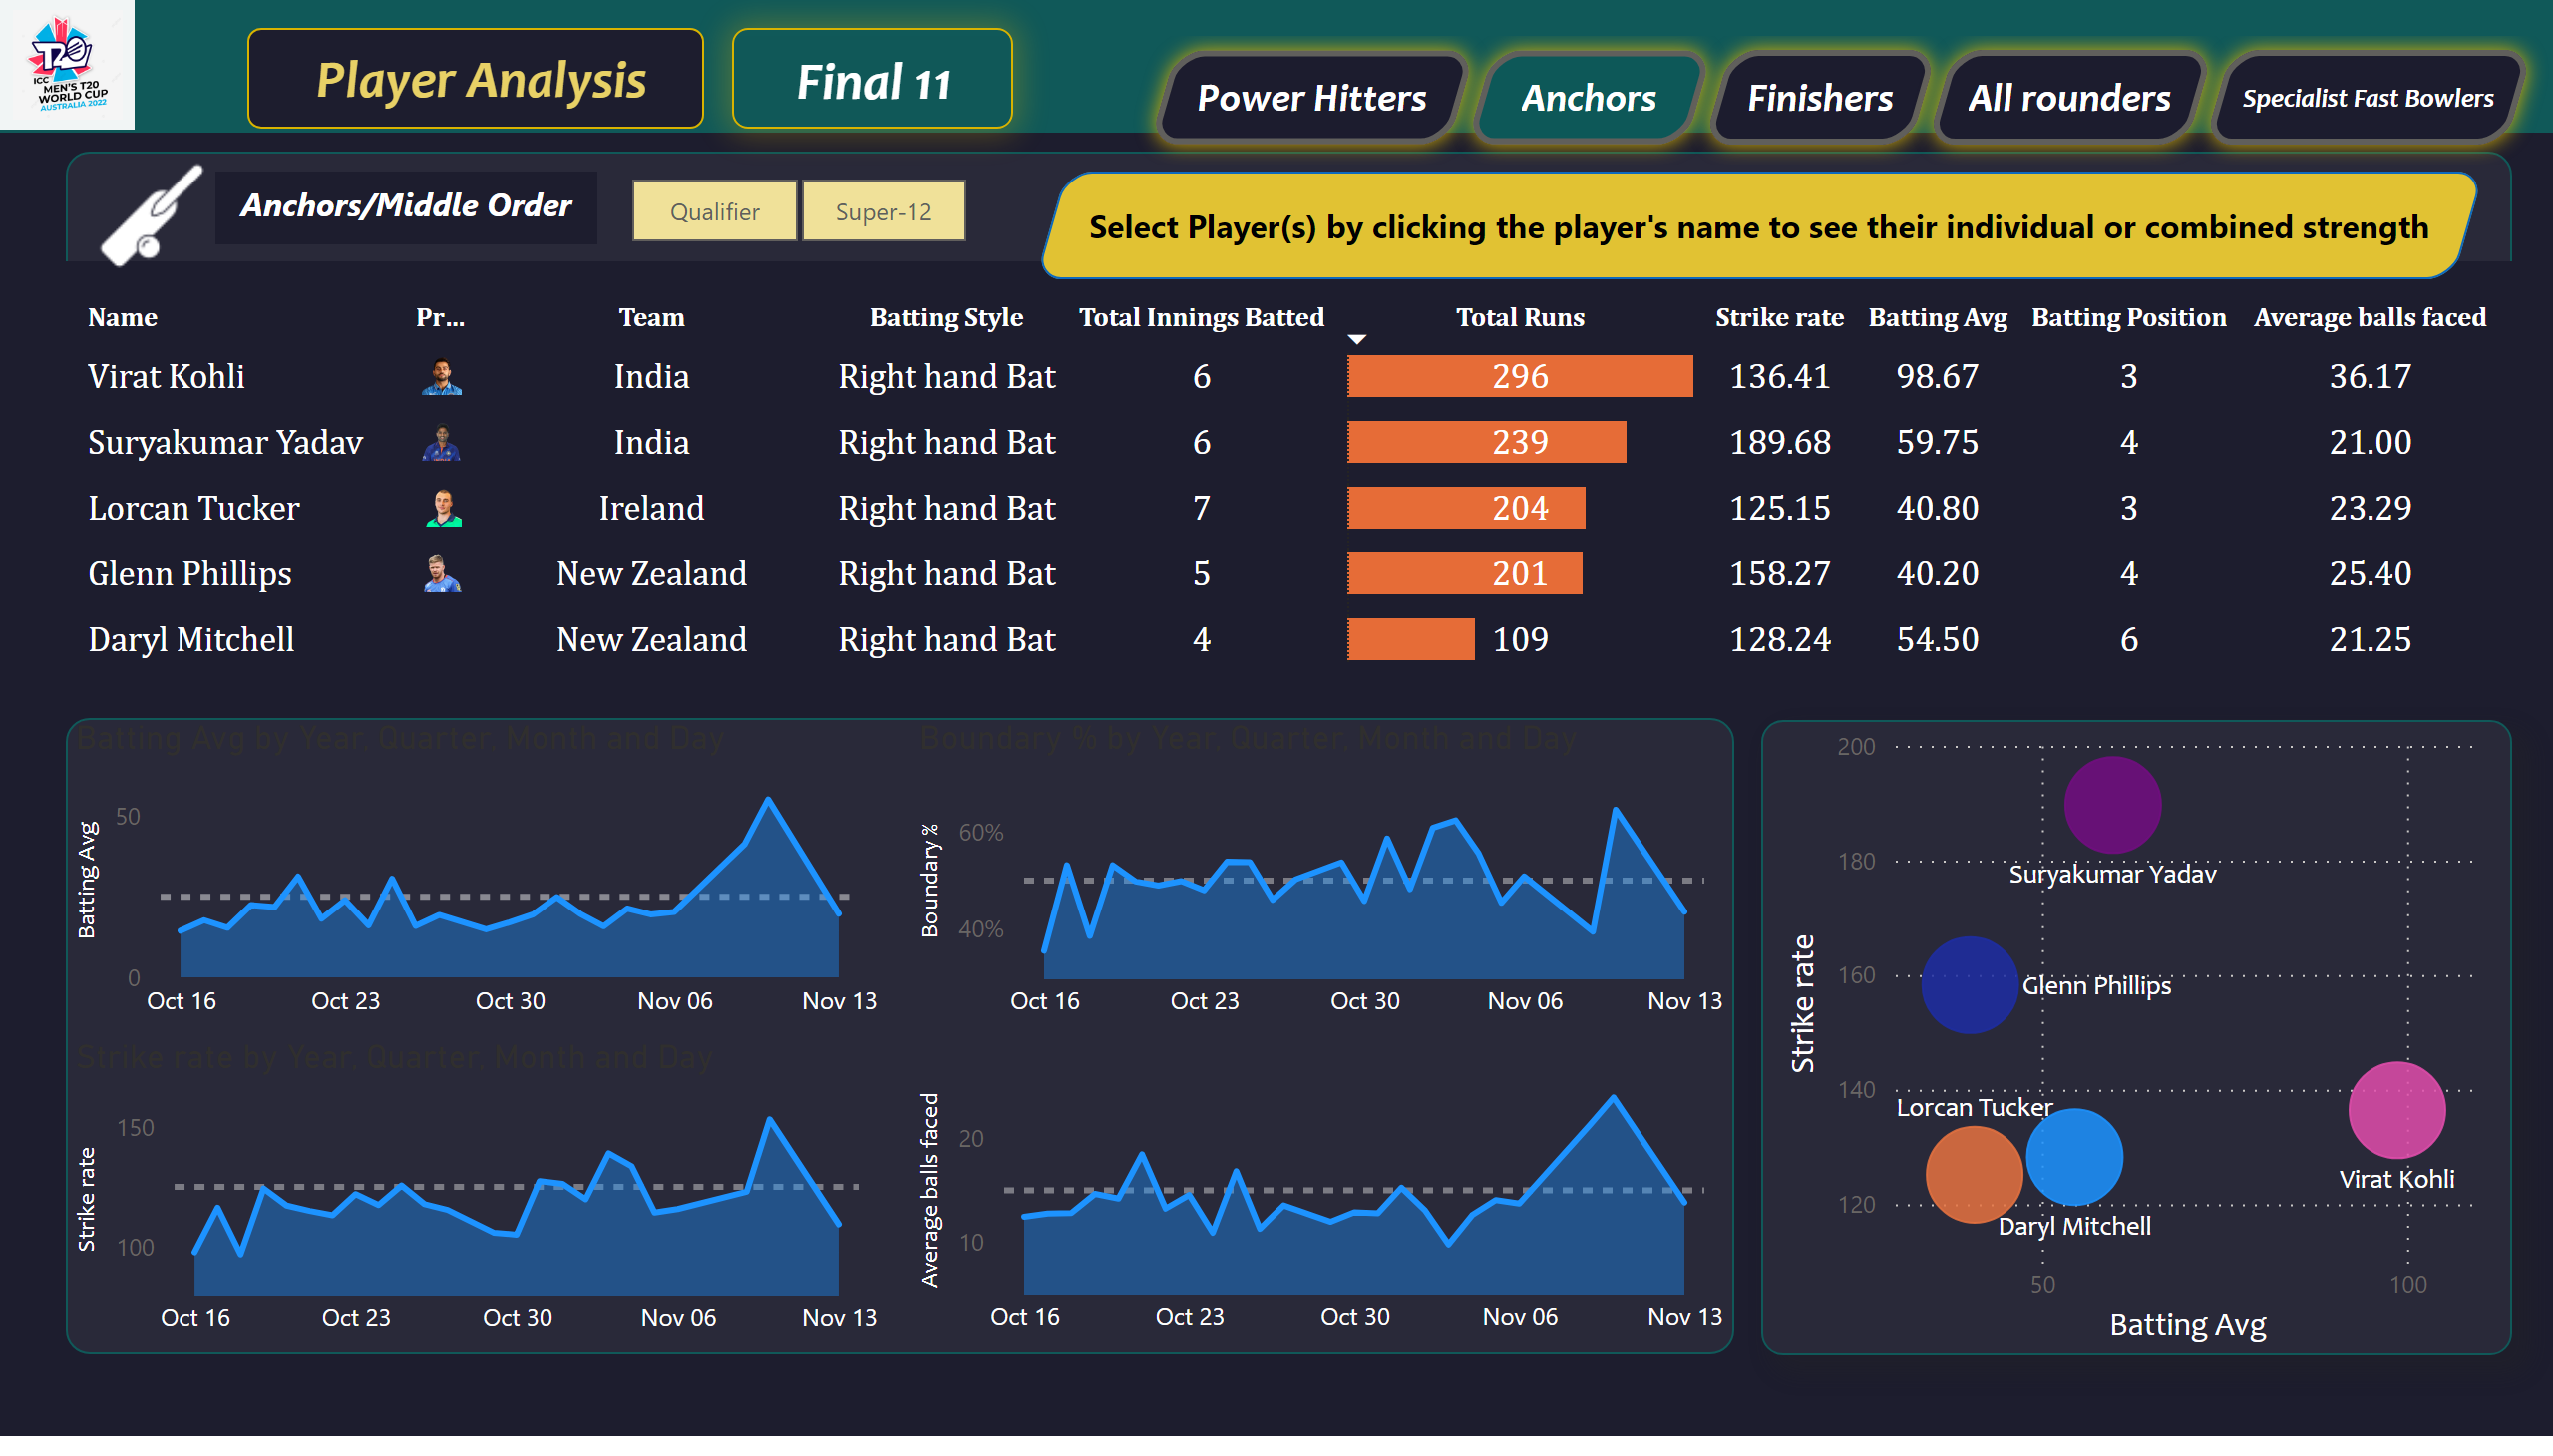 T20
ICC
MEN'S T20
WORLD CUP
AUSTRALIA 2022
Player Analysis
Final 11
Power Hitters
Anchors
Finishers
All rounders
Specialist Fast Bowlers
Anchors/Middle Order
Qualifier
Super-12
Select Player(s) by clicking the player's name to see their individual or combined strength
Name Pr... Team Batting Style Total Innings Batted Total Runs Strike rate Batting Avg Batting Position Average balls faced
Virat Kohli India Right hand Bat 6 296 136.41 98.67 3 36.17
Suryakumar Yadav India Right hand Bat 6 239 189.68 59.75 4 21.00
Lorcan Tucker Ireland Right hand Bat 7 204 125.15 40.80 3 23.29
Glenn Phillips New Zealand Right hand Bat 5 201 158.27 40.20 4 25.40
Daryl Mitchell New Zealand Right hand Bat 4 109 128.24 54.50 6 21.25
Batting Avg by Year, Quarter, Month and Day
Batting Avg
50
0
Oct 16 Oct 23 Oct 30 Nov 06 Nov 13
Boundary % by Year, Quarter, Month and Day
Boundary %
60%
40%
Oct 16 Oct 23 Oct 30 Nov 06 Nov 13
Strike rate by Year, Quarter, Month and Day
Strike rate
150
100
Oct 16 Oct 23 Oct 30 Nov 06 Nov 13
Average balls faced
20
10
Oct 16 Oct 23 Oct 30 Nov 06 Nov 13
Strike rate
200
180
160
140
120
Suryakumar Yadav
Glenn Phillips
Lorcan Tucker
Virat Kohli
Daryl Mitchell
50 100
Batting Avg